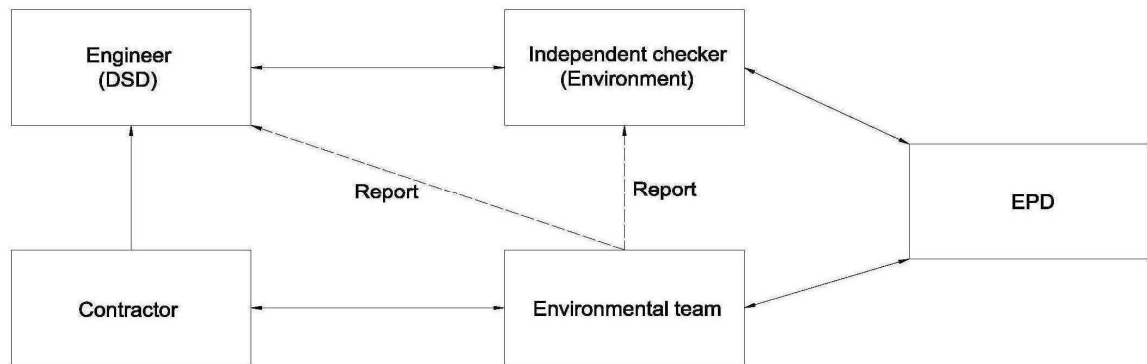 Engineer
(DSD)
Independent checker
(Environment)
Report
Report
EPD
Contractor
Environmental team